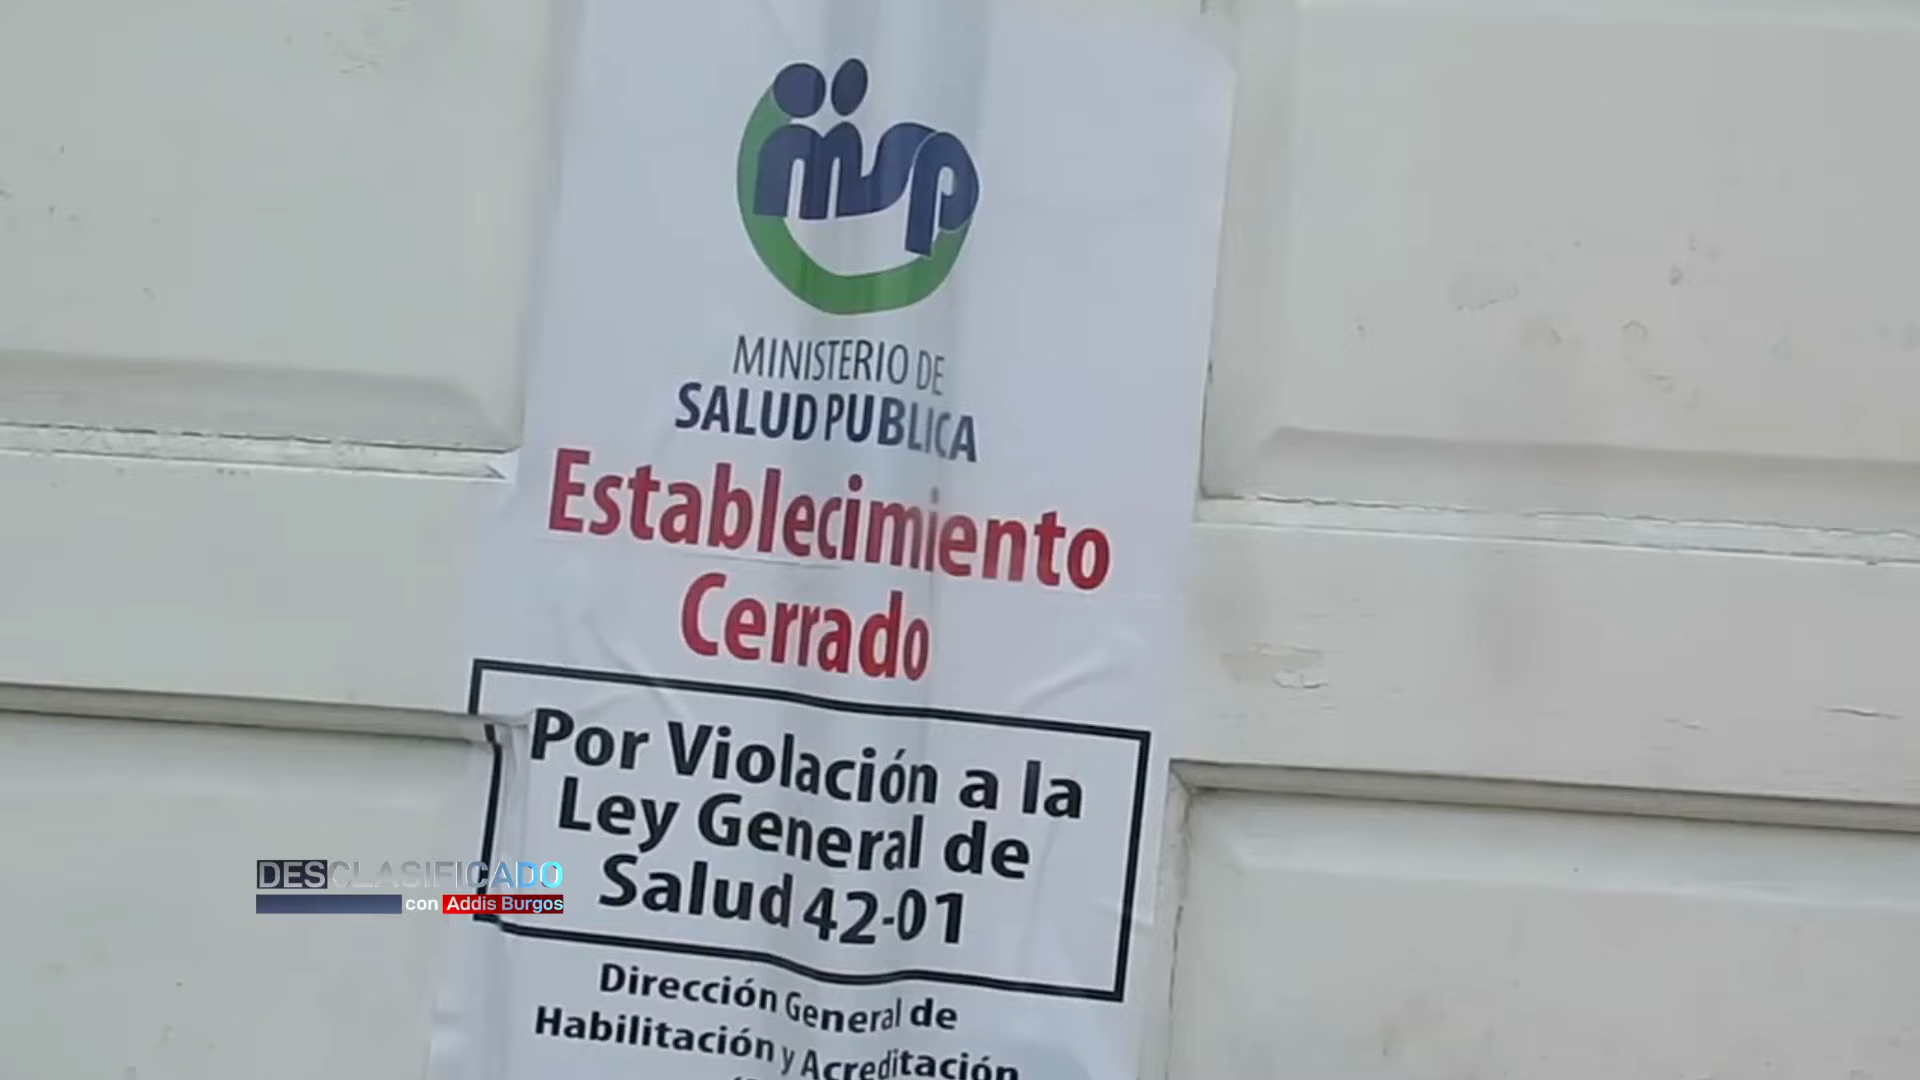 msp
MINISTERIO DE
SALUD PUBLICA
Establecimiento
Cerrado
Por Violación a la
Ley General de
Salud 42-01
Dirección General de
Habilitación y Acreditación
DESCLASIFICADO
con Addis Burgos